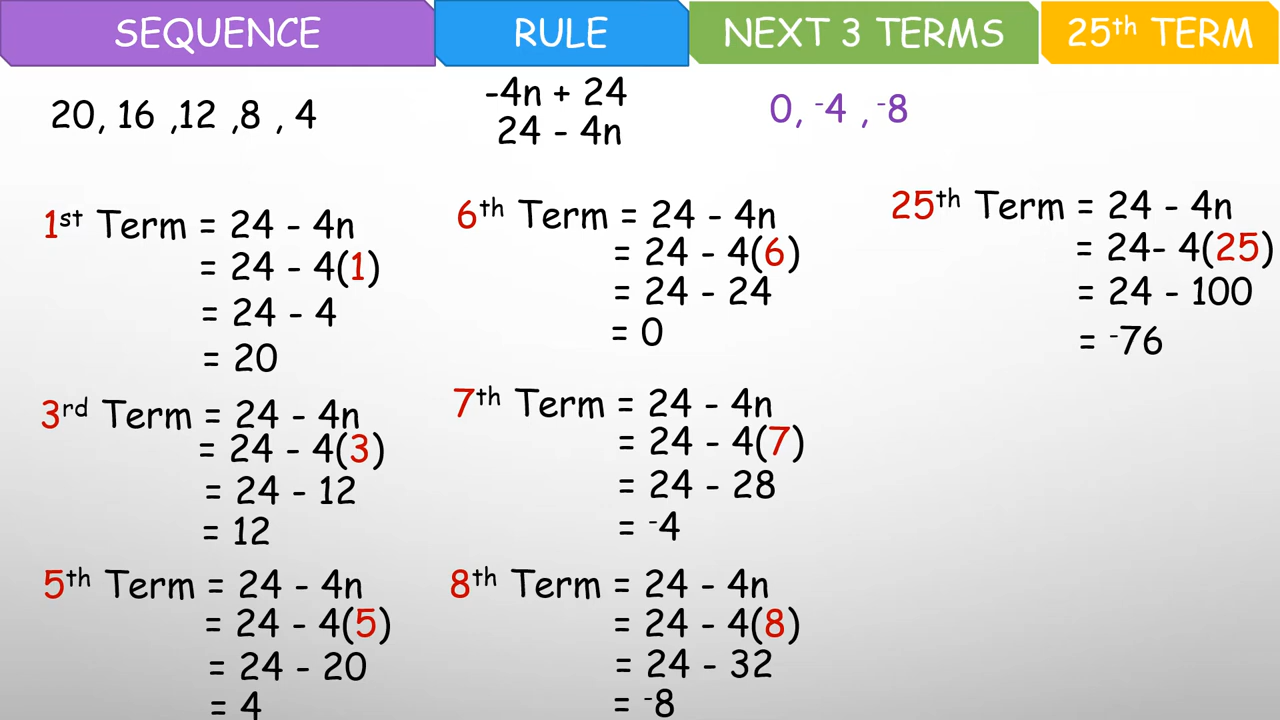 SEQUENCE
RULE
NEXT 3 TERMS
25th TERM
20, 16 ,12 ,8 , 4
-4n + 24
24 - 4n
0, -4 , -8
1st Term = 24 - 4n
= 24 - 4(1)
= 24 - 4
= 20
3rd Term = 24 - 4n
= 24 - 4(3)
= 24 - 12
= 12
5th Term = 24 - 4n
= 24 - 4(5)
= 24 - 20
= 4
6th Term = 24 - 4n
= 24 - 4(6)
= 24 - 24
= 0
7th Term = 24 - 4n
= 24 - 4(7)
= 24 - 28
= -4
8th Term = 24 - 4n
= 24 - 4(8)
= 24 - 32
= -8
25th Term = 24 - 4n
= 24- 4(25)
= 24 - 100
= -76